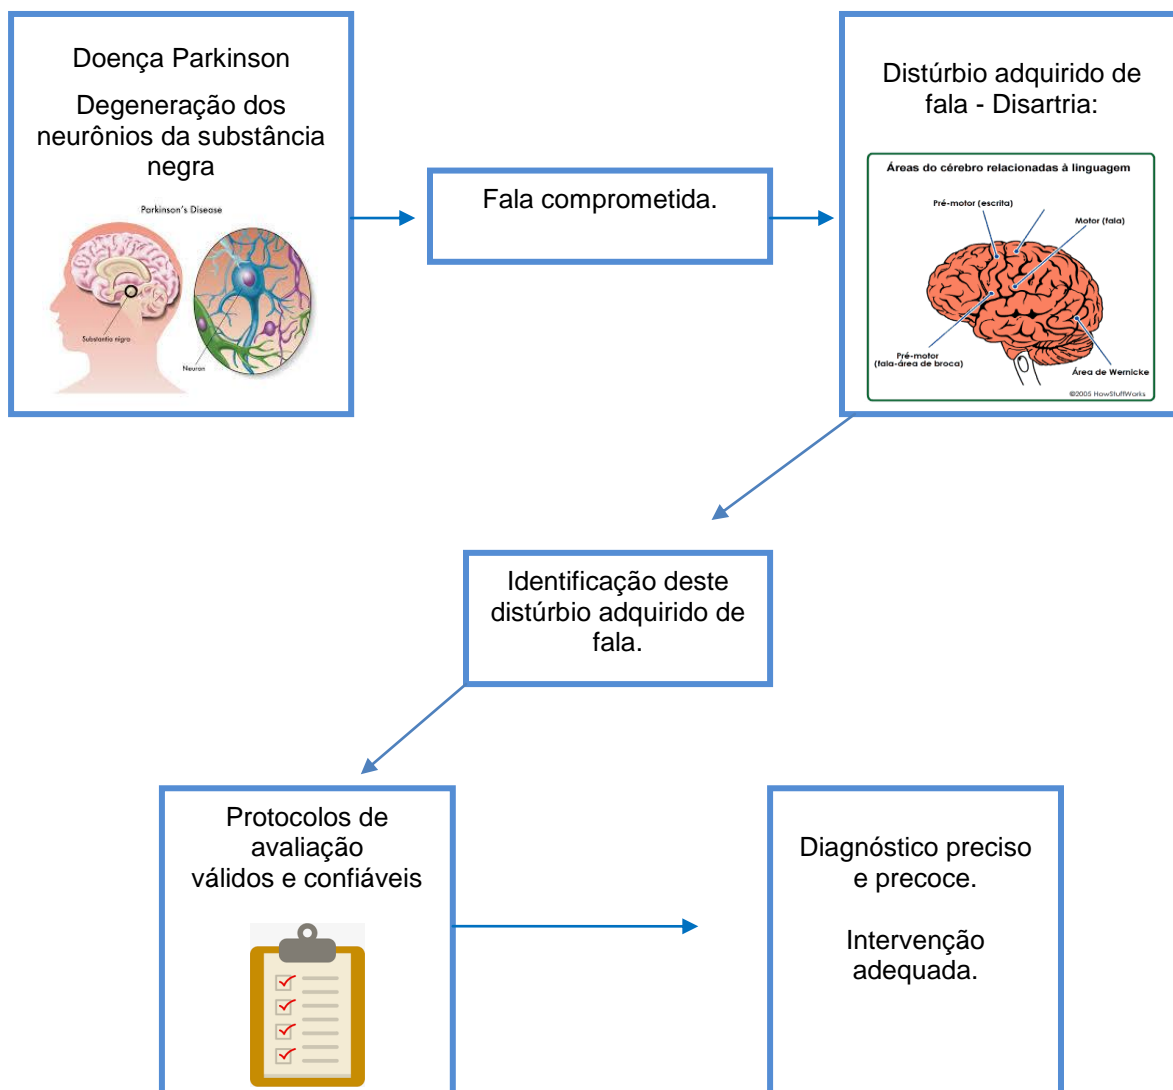 Doença Parkinson
Degeneração dos
neurônios da substância
negra
Parkinson's Disease
Substantia nigra
Neuron
Fala comprometida.
Distúrbio adquirido de
fala - Disartria:
Áreas do cérebro relacionadas à linguagem
Pré-motor (escrita)
Motor (fala)
Pré-motor
(fala-área de broca)
Área de Wernicke
©2005 HowStuffWorks
Identificação deste
distúrbio adquirido de
fala.
Protocolos de
avaliação
válidos e confiáveis
Diagnóstico preciso
e precoce.
Intervenção
adequada.